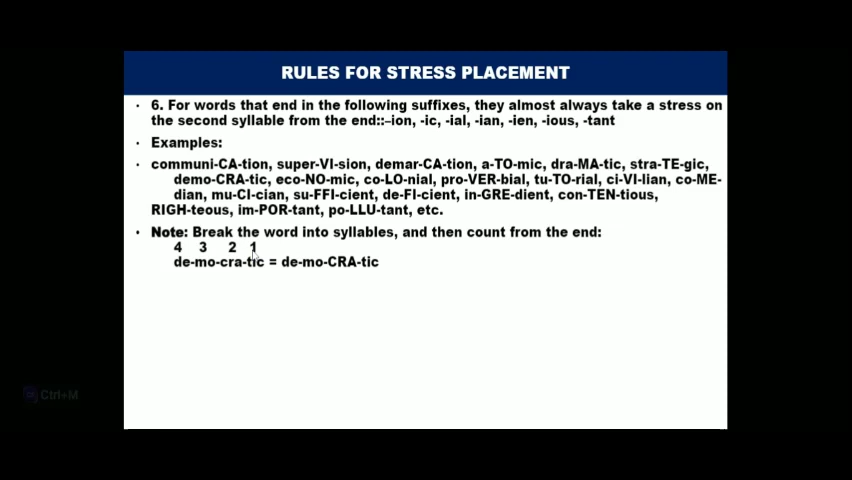 RULES FOR STRESS PLACEMENT
• 6. For words that end in the following suffixes, they almost always take a stress on
the second syllable from the end::–ion, -ic, -ial, -ian, -ien, -ious, -tant
• Examples:
• communi-CA-tion, super-VI-sion, demar-CA-tion, a-TO-mic, dra-MA-tic, stra-TE-gic,
demo-CRA-tic, eco-NO-mic, co-LO-nial, pro-VER-bial, tu-TO-rial, ci-VI-lian, co-ME-
dian, mu-CI-cian, su-FFI-cient, de-FI-cient, in-GRE-dient, con-TEN-tious,
RIGH-teous, im-POR-tant, po-LLU-tant, etc.
• Note: Break the word into syllables, and then count from the end:
4 3 2 1
de-mo-cra-tic = de-mo-CRA-tic
Ctrl+M